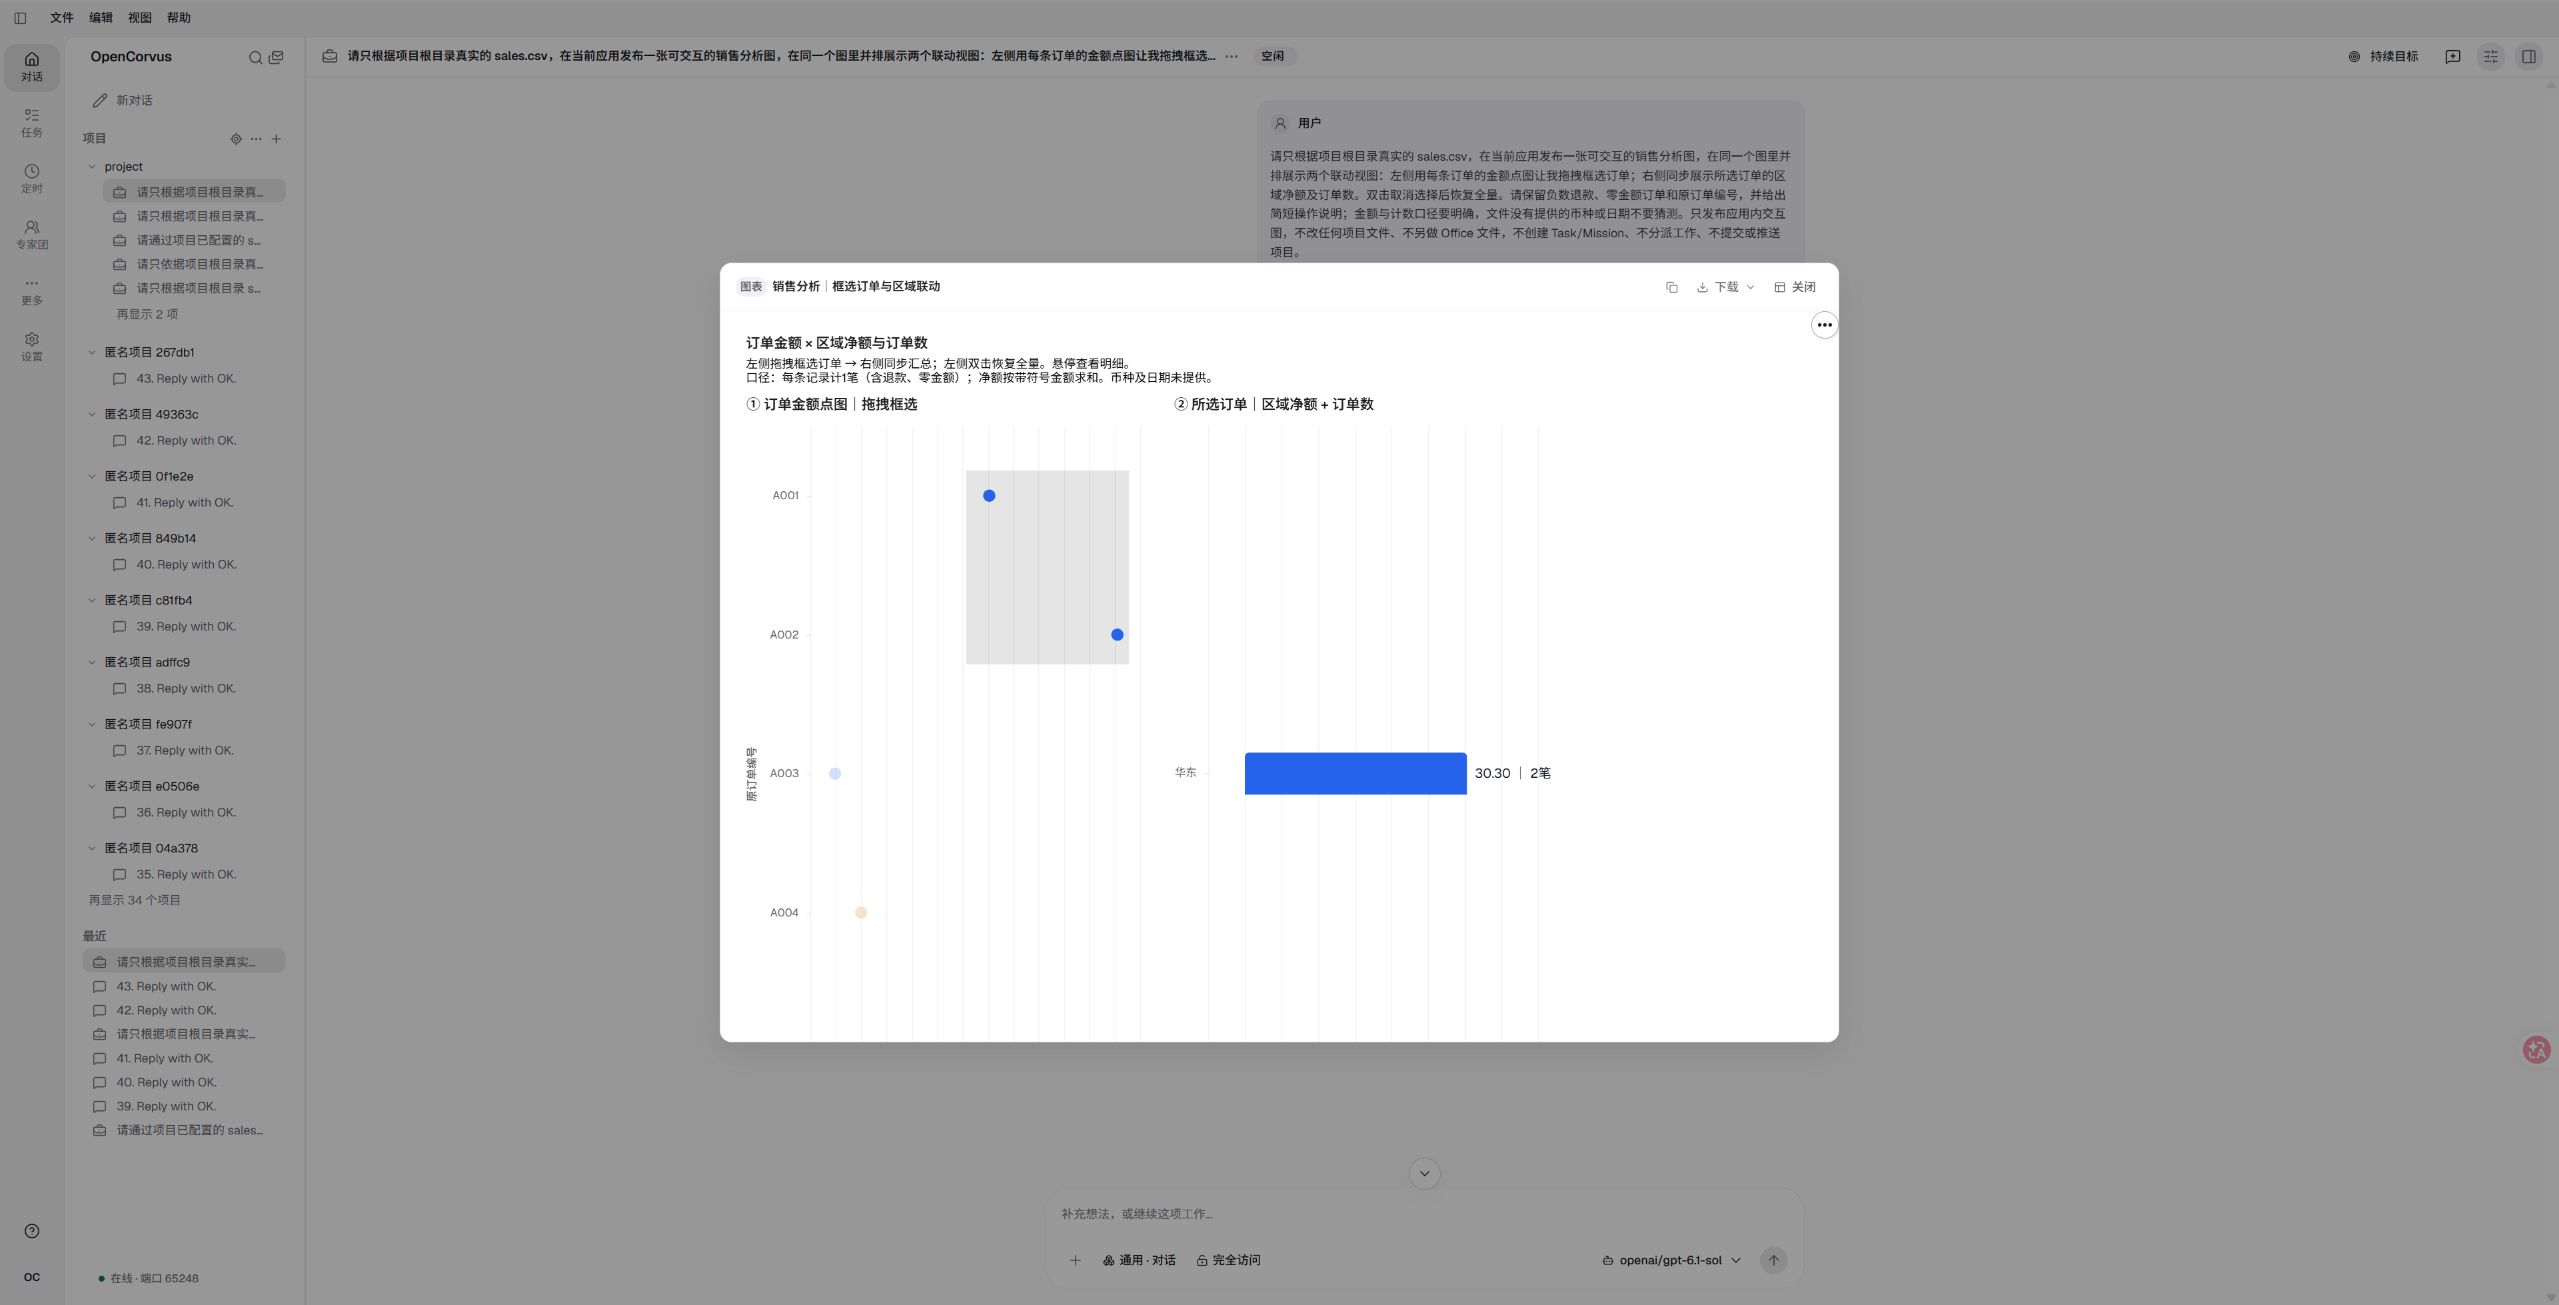 文件 编辑 视图 帮助
对话
任务
定时
专家团
更多
设置
OC
OpenCorvus
新对话
项目
project
请只根据项目根目录真...
请只根据项目根目录真...
请通过项目已配置的 s...
请只依据项目根目录真...
请只根据项目根目录 s...
再显示 2 项
匿名项目 267db1
43. Reply with OK.
匿名项目 49363c
42. Reply with OK.
匿名项目 0f1e2e
41. Reply with OK.
匿名项目 849b14
40. Reply with OK.
匿名项目 c81fb4
39. Reply with OK.
匿名项目 adffc9
38. Reply with OK.
匿名项目 fe907f
37. Reply with OK.
匿名项目 e0506e
36. Reply with OK.
匿名项目 04a378
35. Reply with OK.
再显示 34 个项目
最近
请只根据项目根目录真实...
43. Reply with OK.
42. Reply with OK.
请只根据项目根目录真实...
41. Reply with OK.
40. Reply with OK.
39. Reply with OK.
请通过项目已配置的 sales...
在线 · 端口 65248
请只根据项目根目录真实的 sales.csv，在当前应用发布一张可交互的销售分析图，在同一个图里并排展示两个联动视图：左侧用每条订单的金额点图让我拖拽框选... ··· 空闲
持续目标
用户
请只根据项目根目录真实的 sales.csv，在当前应用发布一张可交互的销售分析图，在同一个图里并
排展示两个联动视图：左侧用每条订单的金额点图让我拖拽框选订单；右侧同步展示所选订单的区
域净额及订单数。双击取消选择后恢复全量。请保留负数退款、零金额订单和原订单编号，并给出
简短操作说明；金额与计数口径要明确，文件没有提供的币种或日期不要猜测。只发布应用内交互
图，不改任何项目文件、不另做 Office 文件，不创建 Task/Mission、不分派工作、不提交或推送
项目。
图表 销售分析｜框选订单与区域联动
下载
关闭
订单金额 × 区域净额与订单数
左侧拖拽框选订单 → 右侧同步汇总；左侧双击恢复全量。悬停查看明细。
口径：每条记录计1笔（含退款、零金额）；净额按带符号金额求和。币种及日期未提供。
① 订单金额点图｜拖拽框选
② 所选订单｜区域净额 + 订单数
A001
A002
A003
A004
原订单编号
华东
30.30 ｜ 2笔
补充想法，或继续这项工作...
通用 · 对话
完全访问
openai/gpt-6.1-sol